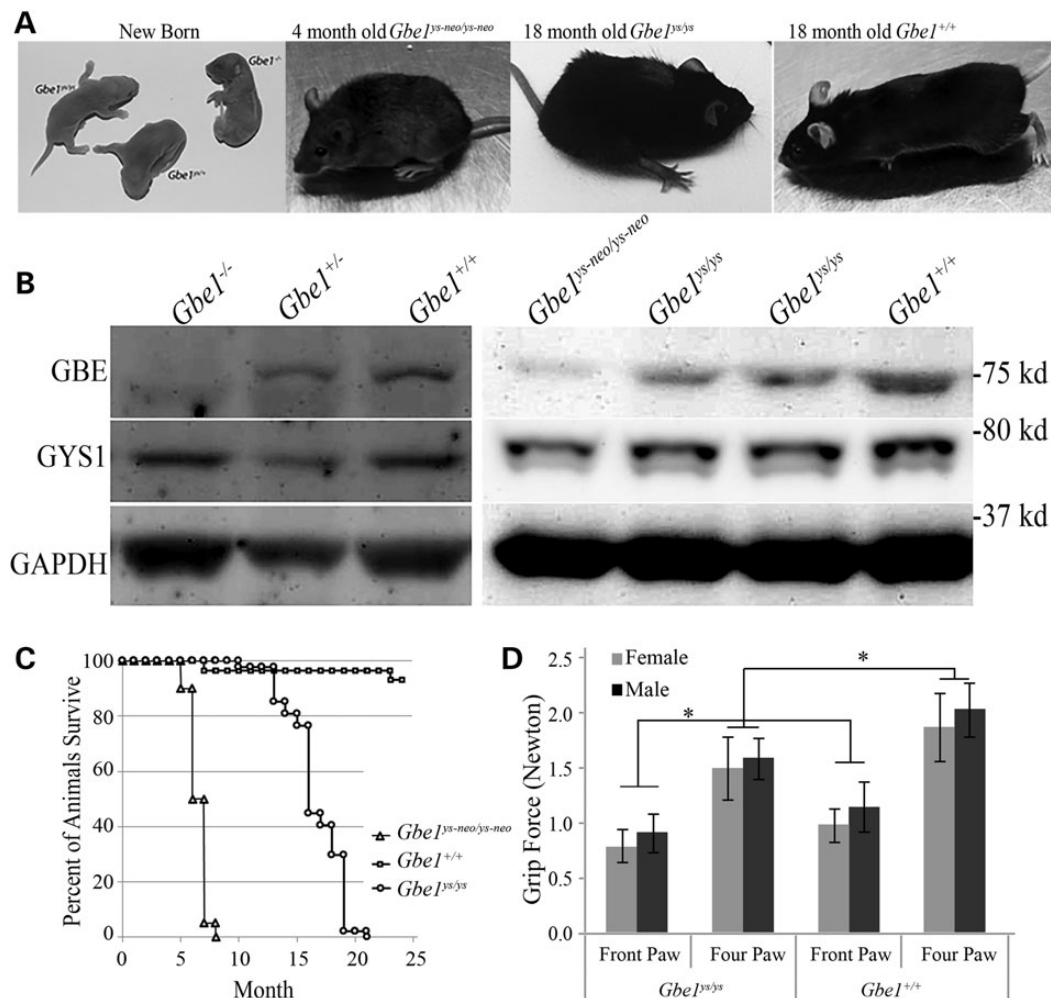 A
New Born
4 month old Gbe1ys-neo/ys-neo
18 month old Gbe1ys/ys
18 month old Gbe1+/+
Gbe1ys/ys
Gbe1-/-
Gbe1ys/+
B
Gbe1-/-
Gbe1+/-
Gbe1+/+
Gbe1ys-neo/ys-neo
Gbe1ys/ys
Gbe1ys/ys
Gbe1+/+
GBE
-75 kd
GYS1
-80 kd
GAPDH
-37 kd
C
Percent of Animals Survive
100
80
60
40
20
0
0 5 10 15 20 25
Month
Gbe1ys-neo/ys-neo
Gbe1+/+
Gbe1ys/ys
D
Grip Force (Newton)
2.5
2.0
1.5
1.0
0.5
0.0
Female
Male
*
*
Front Paw Four Paw Front Paw Four Paw
Gbe1ys/ys Gbe1+/+